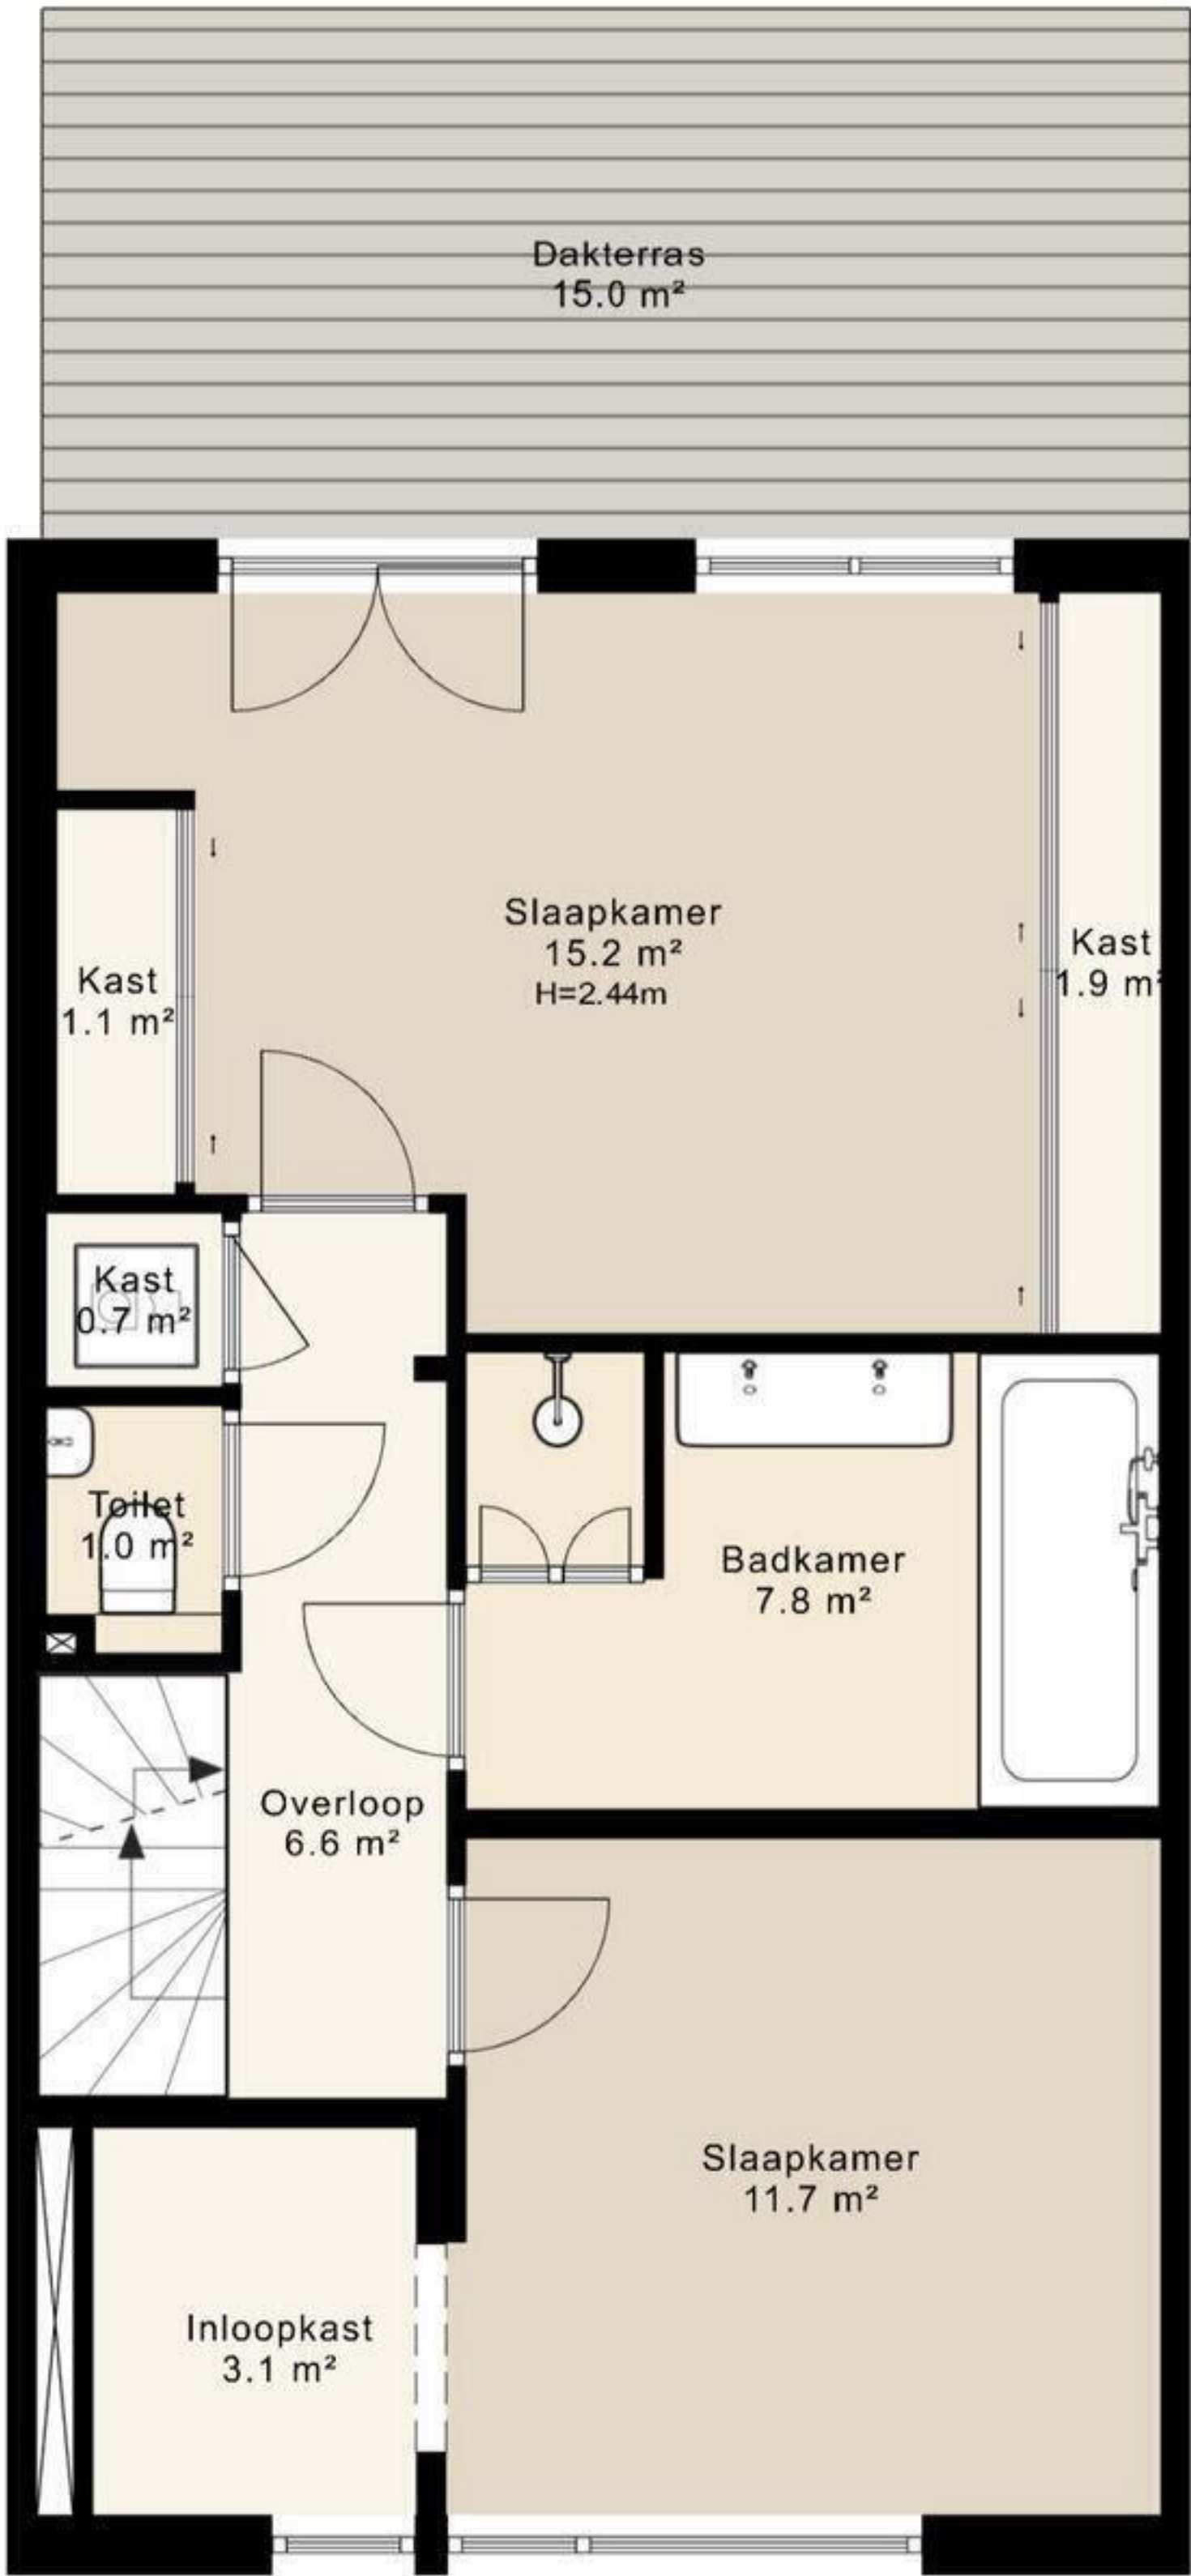 Dakterras
15.0 m²
Slaapkamer
15.2 m²
H=2.44m
Kast
1.9 m²
Kast
1.1 m²
Kast
0.7 m²
Toilet
1.0 m²
Badkamer
7.8 m²
Overloop
6.6 m²
Slaapkamer
11.7 m²
Inloopkast
3.1 m²